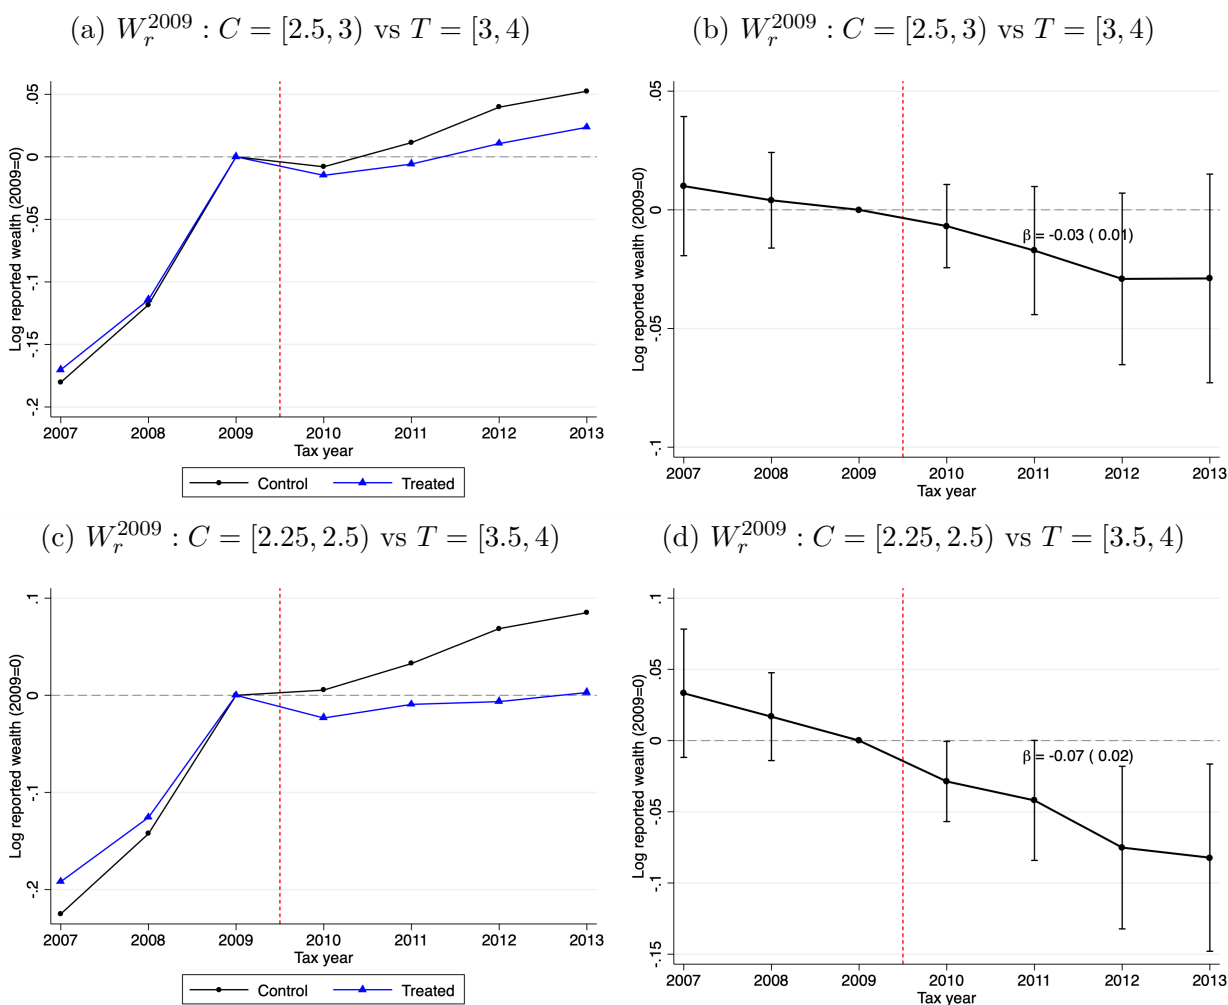 (a) $W_r^{2009}$ : C = [2.5, 3) vs T = [3, 4)
Log reported wealth (2009=0)
.05
0
-.05
-.1
-.15
-.2
2007 2008 2009 2010 2011 2012 2013
Tax year
Control Treated
(b) $W_r^{2009}$ : C = [2.5, 3) vs T = [3, 4)
Log reported wealth (2009=0)
.05
0
-.05
-.1
β = -0.03 ( 0.01)
2007 2008 2009 2010 2011 2012 2013
Tax year
(c) $W_r^{2009}$ : C = [2.25, 2.5) vs T = [3.5, 4)
Log reported wealth (2009=0)
.1
0
-.1
-.2
2007 2008 2009 2010 2011 2012 2013
Tax year
Control Treated
(d) $W_r^{2009}$ : C = [2.25, 2.5) vs T = [3.5, 4)
Log reported wealth (2009=0)
.1
.05
0
-.05
-.1
-.15
β = -0.07 ( 0.02)
2007 2008 2009 2010 2011 2012 2013
Tax year